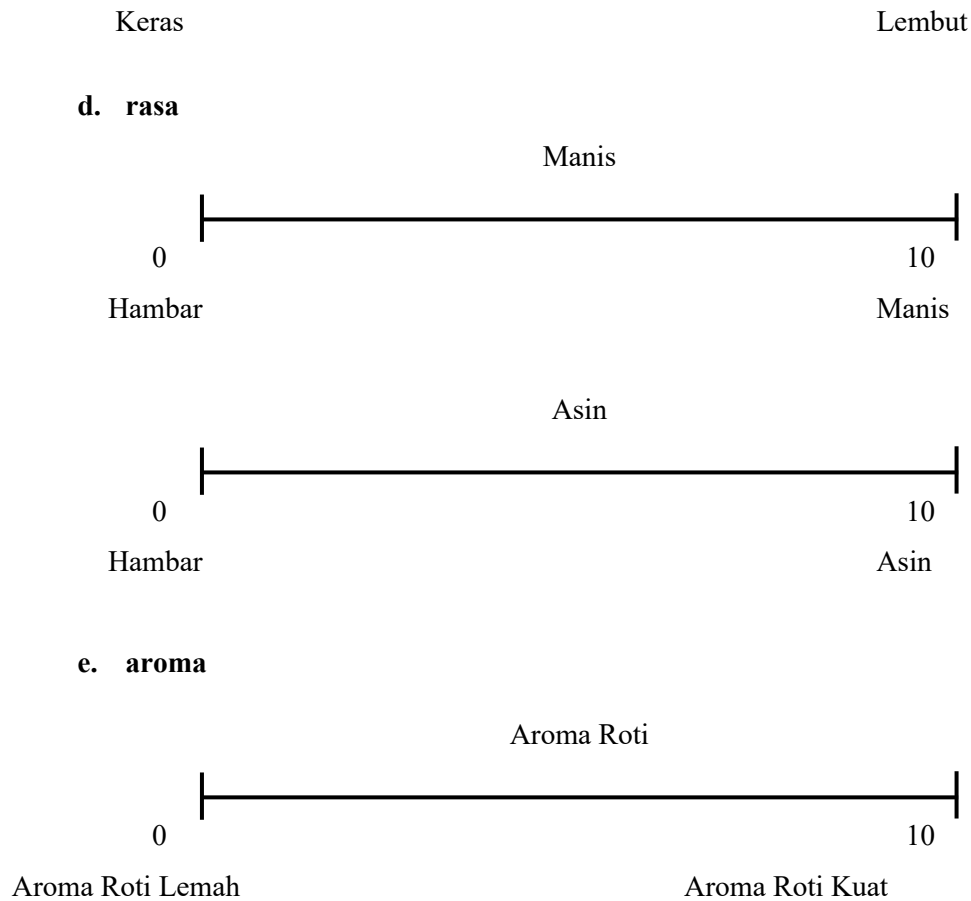 Keras Lembut
d. rasa
Manis
0 10
Hambar Manis
Asin
0 10
Hambar Asin
e. aroma
Aroma Roti
0 10
Aroma Roti Lemah Aroma Roti Kuat